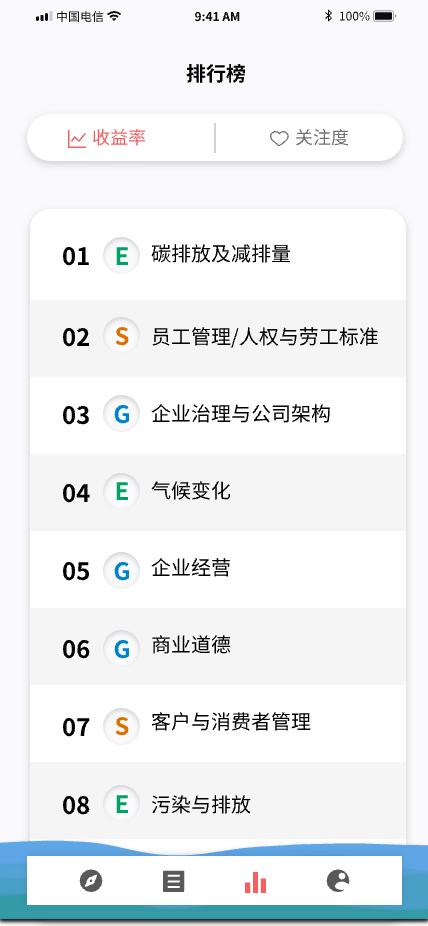 中国电信 9:41 AM 100%
排行榜
收益率 关注度
01 E 碳排放及减排量
02 S 员工管理/人权与劳工标准
03 G 企业治理与公司架构
04 E 气候变化
05 G 企业经营
06 G 商业道德
07 S 客户与消费者管理
08 E 污染与排放